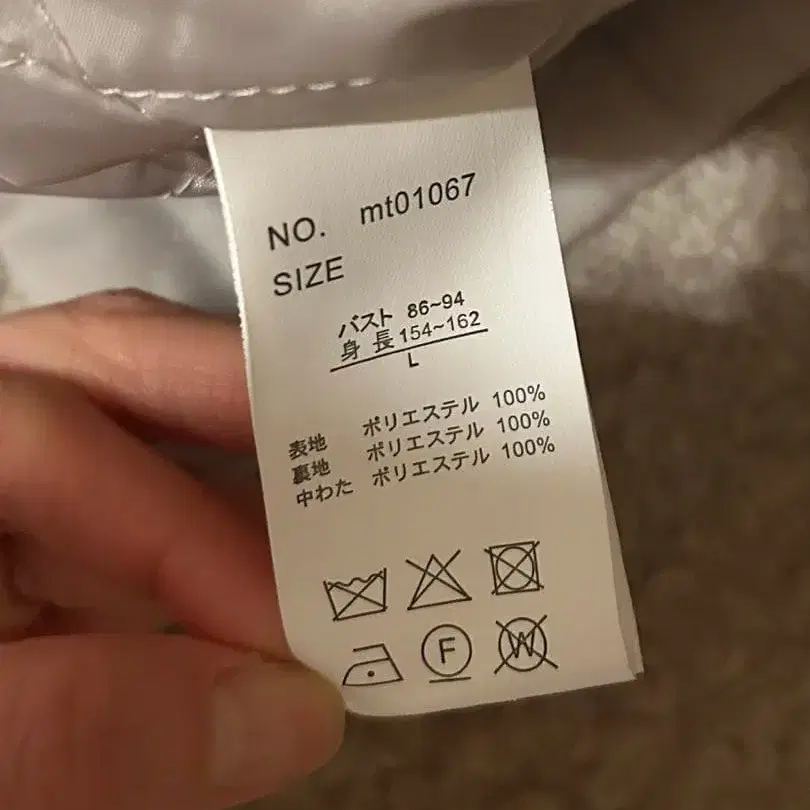 NO. mt01067
SIZE
バスト 86~94
身 長 154~162
L
表地 ポリエステル 100%
裏地 ポリエステル 100%
中わた ポリエステル 100%
F W